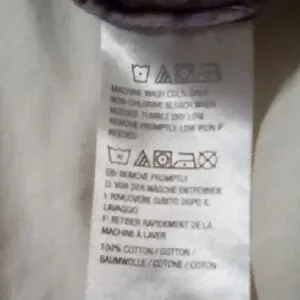 MACHINE WASH COLD ONLY
NON-CHLORINE BLEACH WHEN
NEEDED. TUMBLE DRY LOW
REMOVE PROMPTLY. LOW IRON IF
NEEDED
GB: REMOVE PROMPTLY
D: VOR DER WÄSCHE ENTFERNEN
I: RIMUOVERE SUBITO DOPO IL
LAVAGGIO
F: RETIRER RAPIDEMENT DE LA
MACHINE À LAVER
100% COTTON / COTTON /
BAUMWOLLE / COTONE / COTON